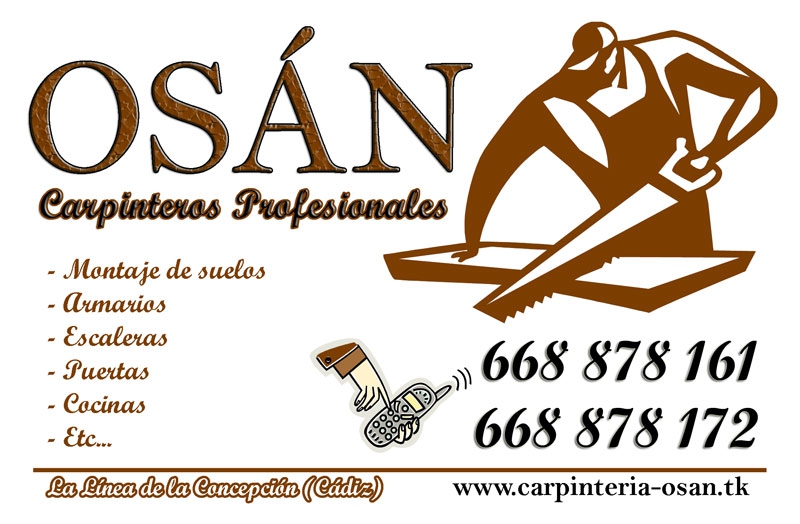 OSÁN
Carpinteros Profesionales
- Montaje de suelos
- Armarios
- Escaleras
- Puertas
- Cocinas
- Etc...
668 878 161
668 878 172
La Línea de la Concepción (Cádiz)
www.carpinteria-osan.tk